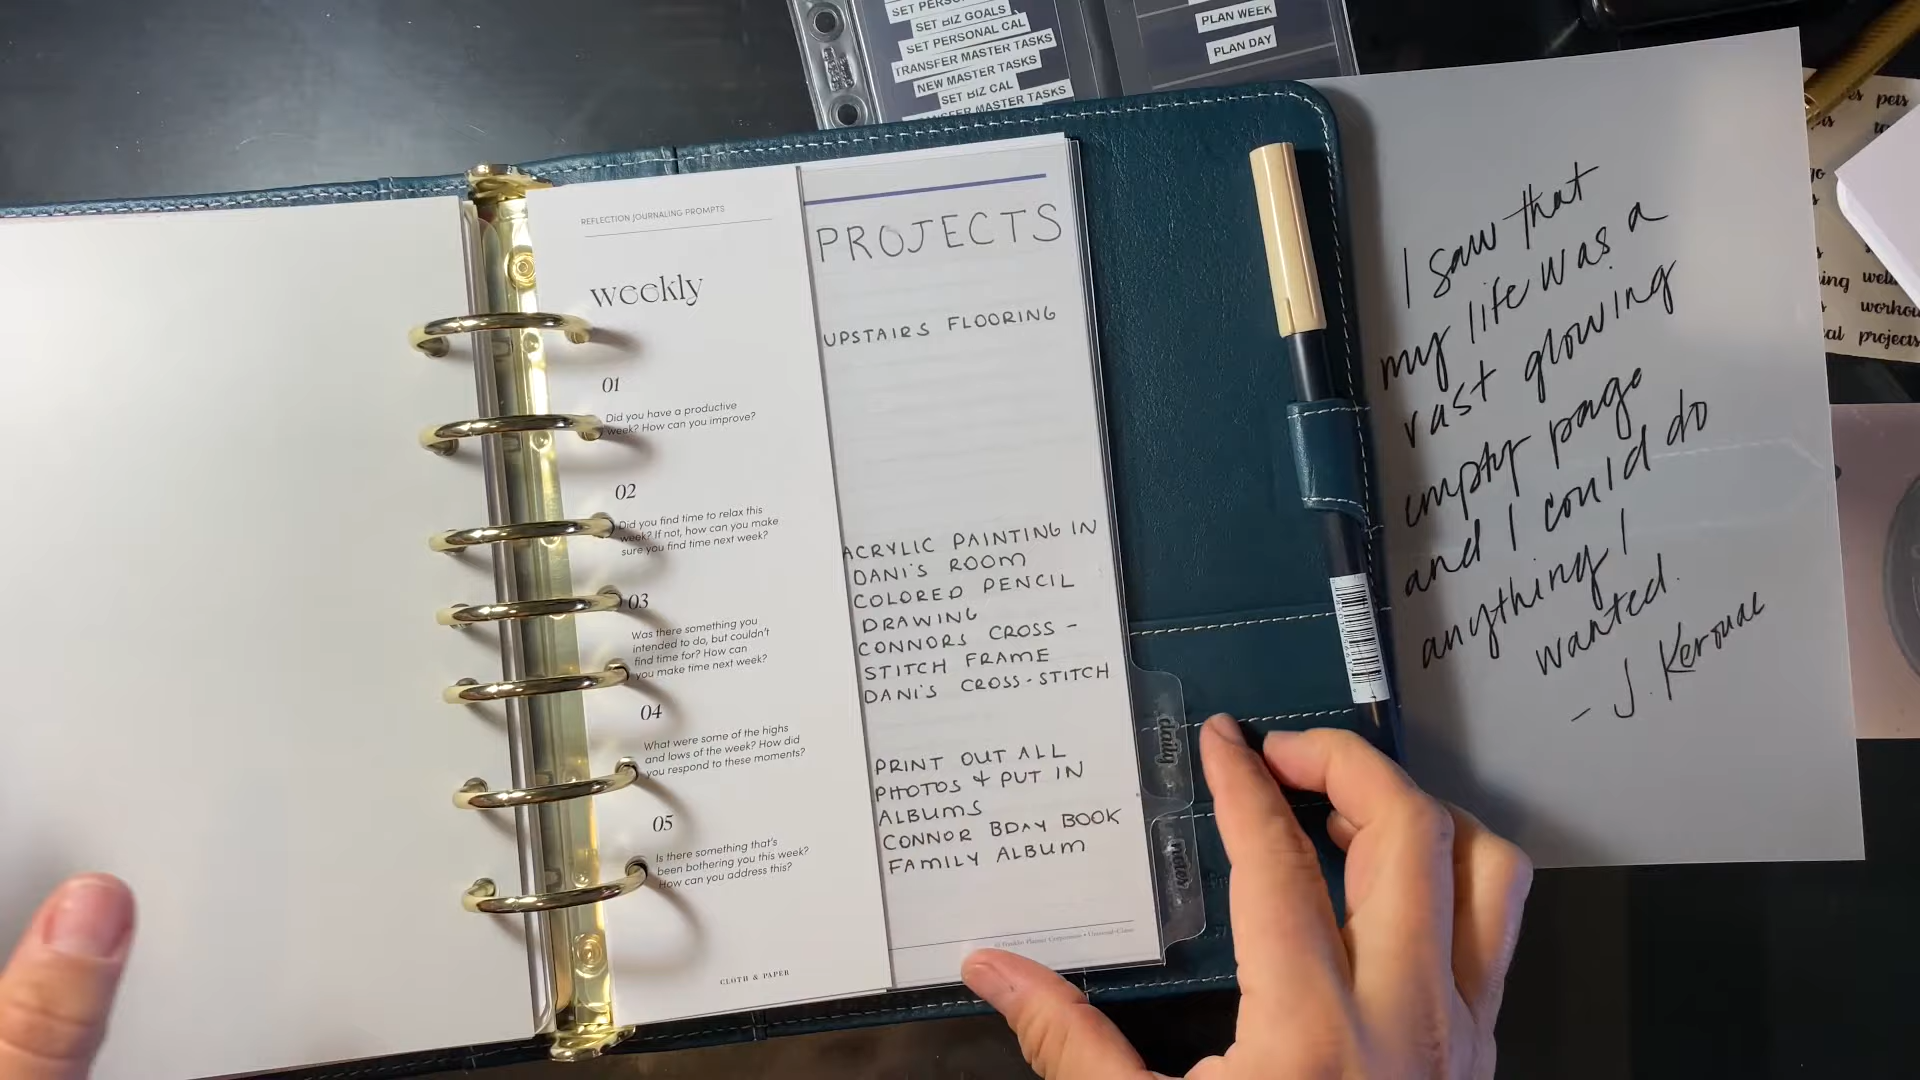 SET BIZ GOALS
SET PERSONAL CAL
TRANSFER MASTER TASKS
NEW MASTER TASKS
SET BIZ CAL
MASTER TASKS
PLAN WEEK
PLAN DAY
REFLECTION JOURNALING PROMPTS
weekly
01
Did you have a productive
week? How can you improve?
02
Did you find time to relax this
week? If not, how can you make
sure you find time next week?
03
Was there something you
intended to do, but couldn't
find time for? How can
you make time next week?
04
What were some of the highs
and lows of the week? How did
you respond to these moments?
05
Is there something that's
been bothering you this week?
How can you address this?
CLOTH & PAPER
PROJECTS
UPSTAIRS FLOORING
ACRYLIC PAINTING IN
DANI'S ROOM
COLORED PENCIL
DRAWING
CONNORS CROSS-
STITCH FRAME
DANI'S CROSS-STITCH
PRINT OUT ALL
PHOTOS & PUT IN
ALBUMS
CONNOR BDAY BOOK
FAMILY ALBUM
© Franklin Planner Corporation • Universal-Classic
daily
notes
I saw that
my life was a
vast glowing
empty page
and I could do
anything I
wanted.
- J. Kerouac
pets
projects